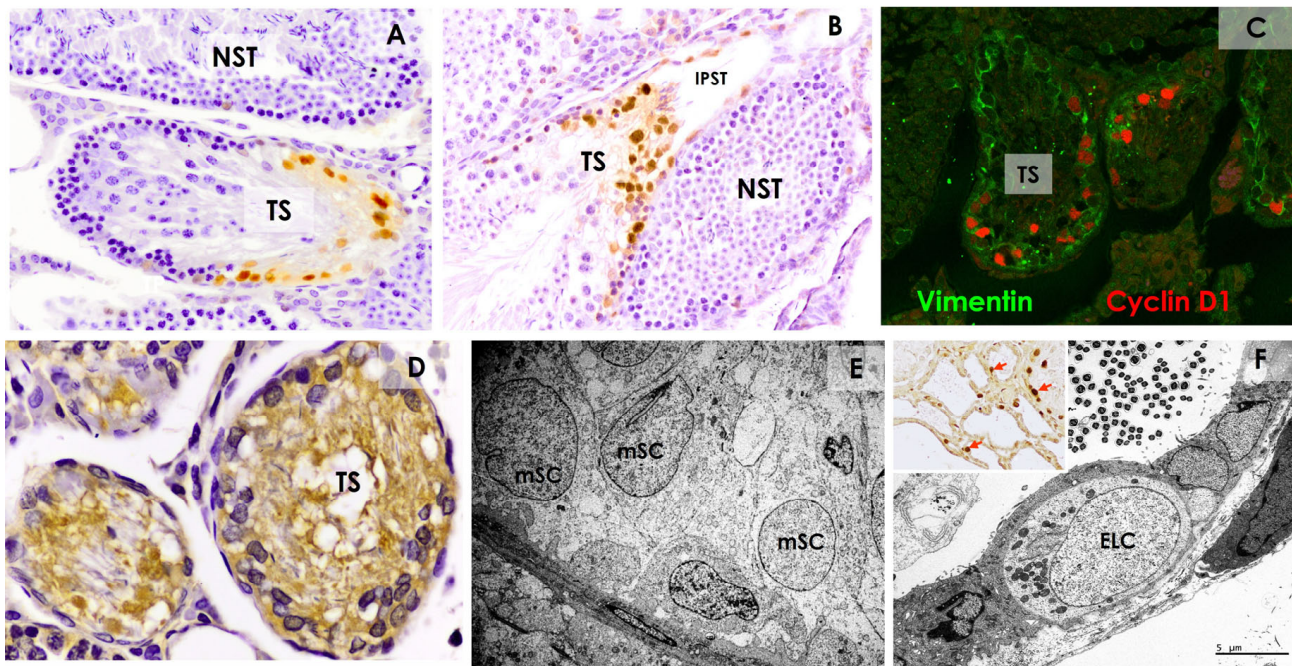 A
NST
TS
B
IPST
TS
NST
C
TS
Vimentin
Cyclin D1
D
TS
E
mSC
mSC
mSC
F
ELC
5 µm